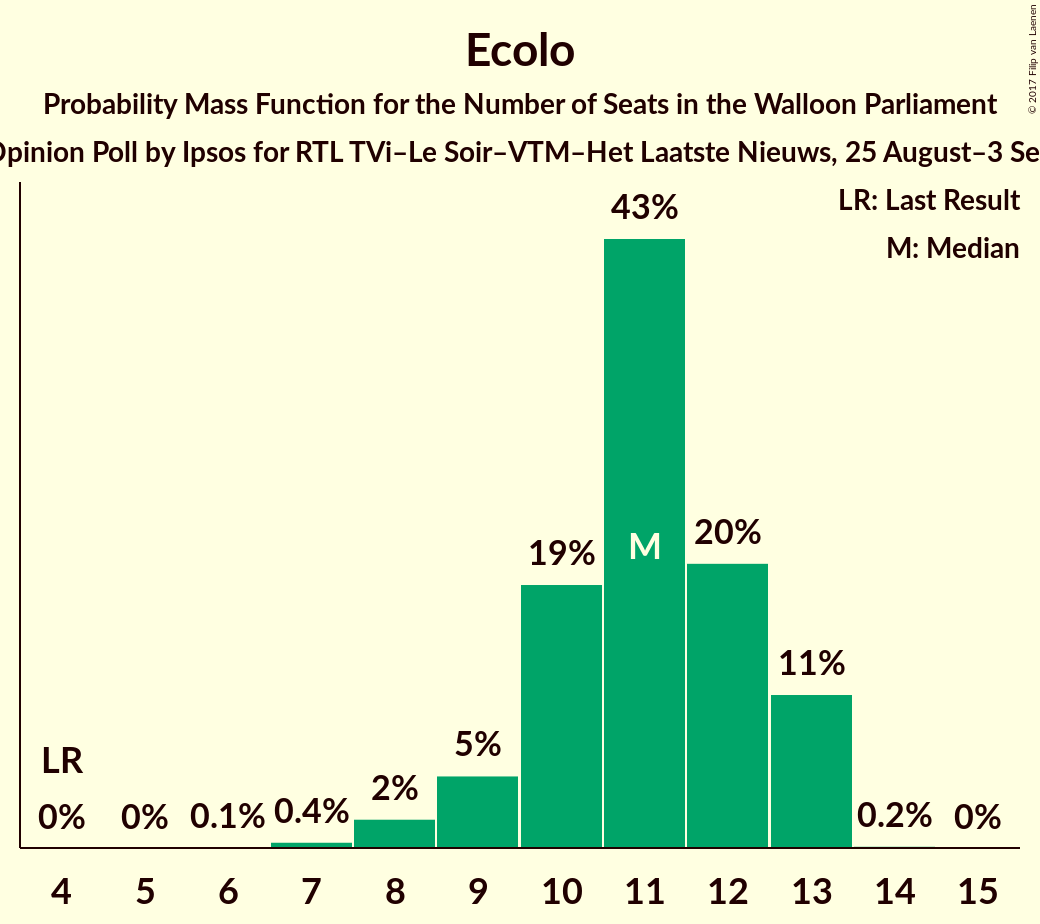 Ecolo
Probability Mass Function for the Number of Seats in the Walloon Parliament
Opinion Poll by Ipsos for RTL TVi–Le Soir–VTM–Het Laatste Nieuws, 25 August–3 Se
© 2017 Filip van Laenen
LR: Last Result
M: Median
43%
M
20%
19%
11%
5%
LR
2%
0% 0% 0.1% 0.4% 0.2% 0%
4 5 6 7 8 9 10 11 12 13 14 15